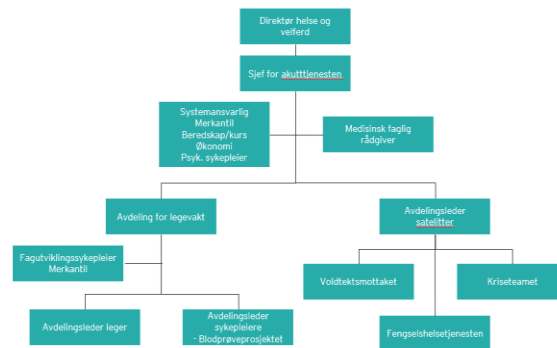 Direktør helse og
velferd
Sjef for akutttjenesten
Systemansvarlig
Merkantil
Beredskap/kurs
Økonomi
Psyk. sykepleier
Medisinsk faglig
rådgiver
Avdeling for legevakt
Avdelingsleder
satelitter
Fagutviklingssykepleier
Merkantil
Voldtektsmottaket
Kriseteamet
Avdelingsleder leger
Avdelingsleder
sykepleiere
- Blodprøveprosjektet
Fengselshelsetjenesten